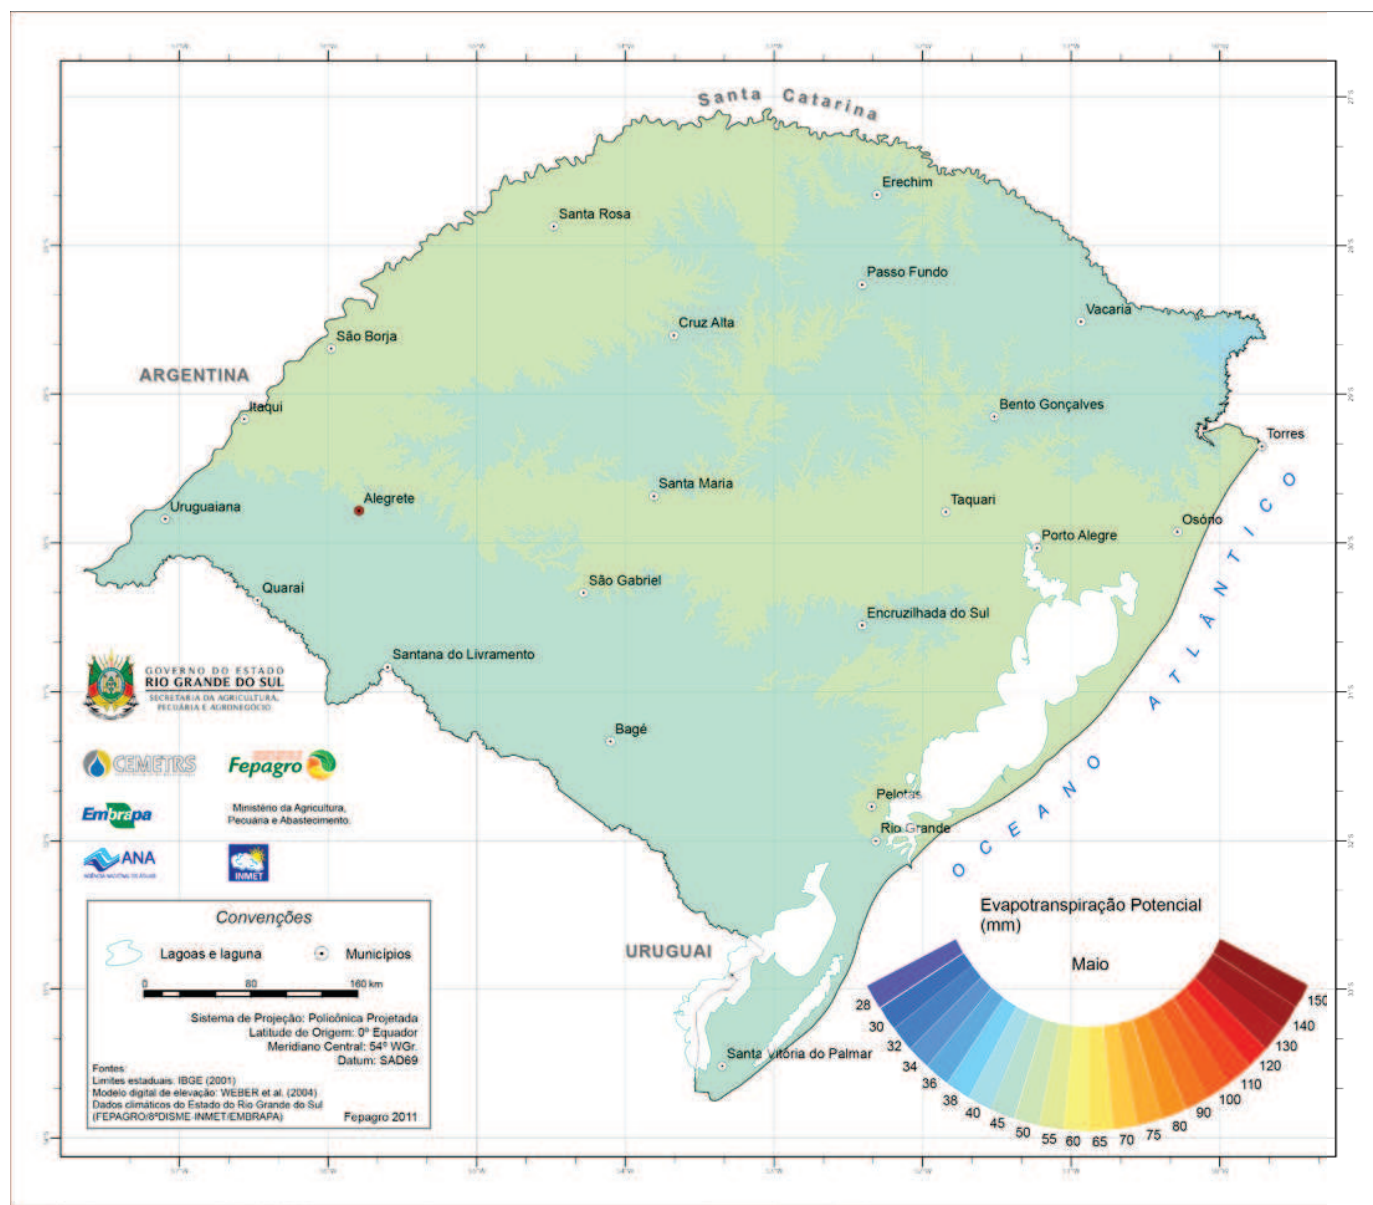 Santa Catarina
Erechim
Santa Rosa
Passo Fundo
Vacaria
Cruz Alta
São Borja
ARGENTINA
Itaqui
Bento Gonçalves
Torres
Santa Maria
Alegrete
Taquari
Uruguaiana
Osório
Porto Alegre
São Gabriel
Quarai
Encruzilhada do Sul
Santana do Livramento
OCEANO ATLÂNTICO
Bagé
Pelotas
Rio Grande
URUGUAI
Santa Vitória do Palmar
GOVERNO DO ESTADO
RIO GRANDE DO SUL
SECRETARIA DA AGRICULTURA,
PECUÁRIA E AGRONEGÓCIO
CEMETRS
Fepagro
Embrapa
Ministério da Agricultura,
Pecuária e Abastecimento.
ANA
INMET
Convenções
Lagoas e laguna
Municípios
0 80 160 km
Sistema de Projeção: Policônica Projetada
Latitude de Origem: 0º Equador
Meridiano Central: 54º WGr.
Datum: SAD69
Fontes:
Limites estaduais: IBGE (2001)
Modelo digital de elevação: WEBER et al. (2004)
Dados climáticos do Estado do Rio Grande do Sul
(FEPAGRO/8ºDISME-INMET/EMBRAPA)
Fepagro 2011
Evapotranspiração Potencial
(mm)
Maio
28
30
32
34
36
38
40
45
50
55
60
65
70
75
80
90
100
110
120
130
140
150